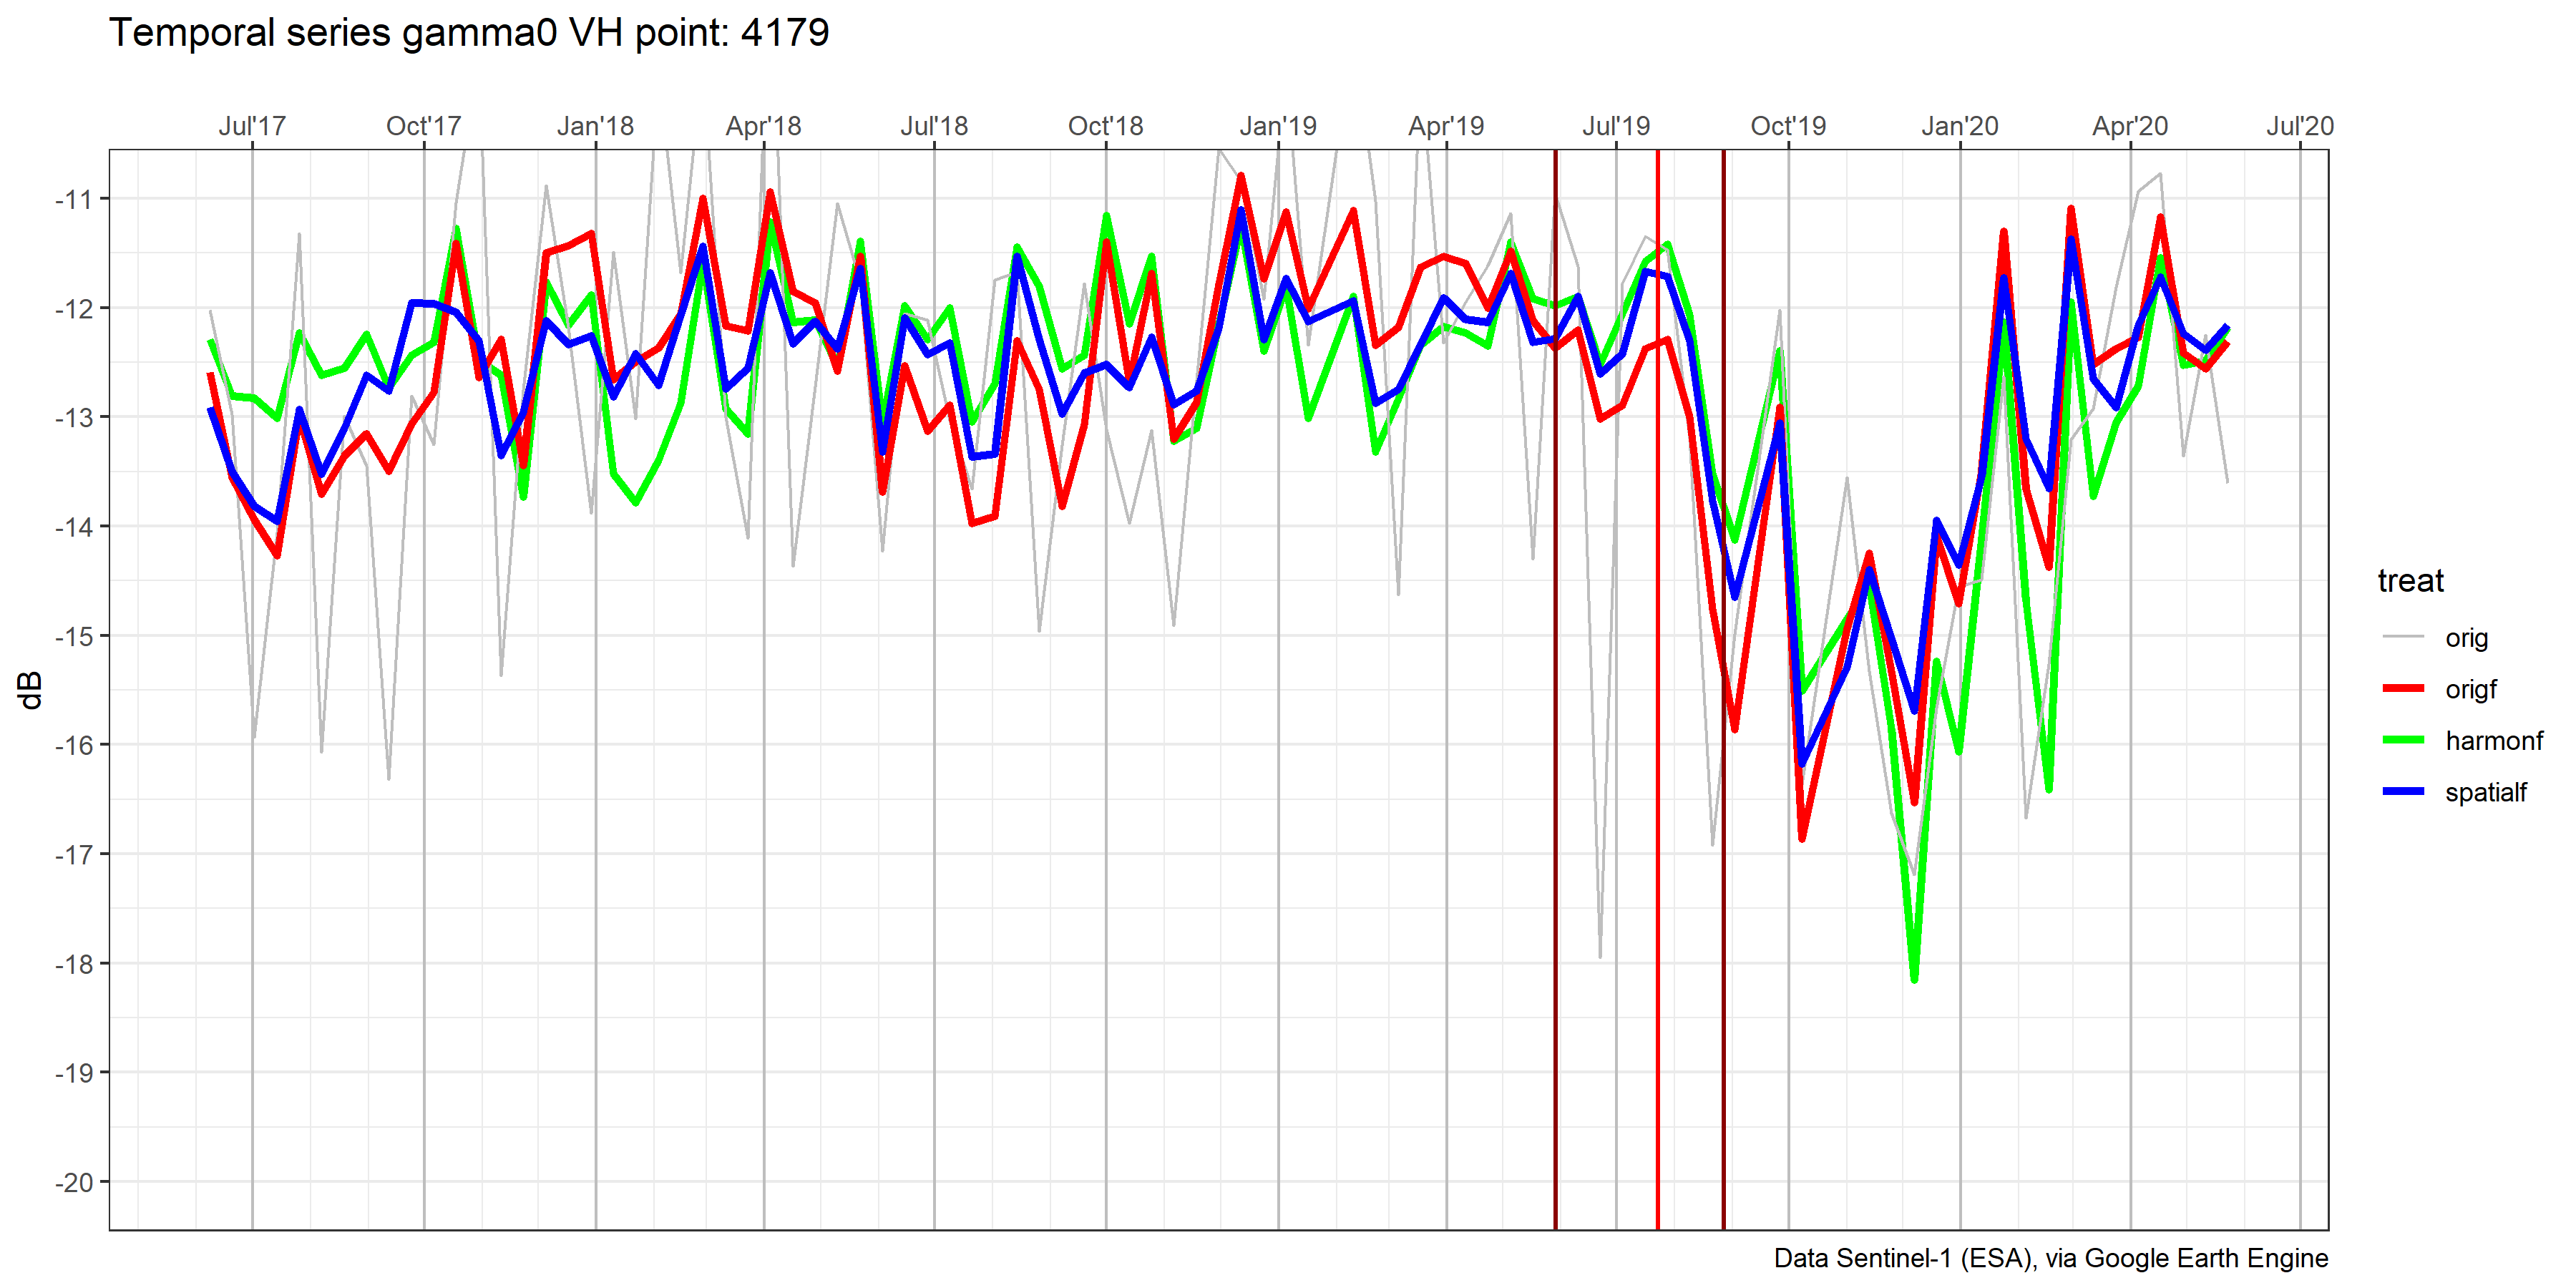 Temporal series gamma0 VH point: 4179
Jul'17 Oct'17 Jan'18 Apr'18 Jul'18 Oct'18 Jan'19 Apr'19 Jul'19 Oct'19 Jan'20 Apr'20 Jul'20
-11
-12
-13
-14
-15
-16
-17
-18
-19
-20
dB
treat
orig
origf
harmonf
spatialf
Data Sentinel-1 (ESA), via Google Earth Engine